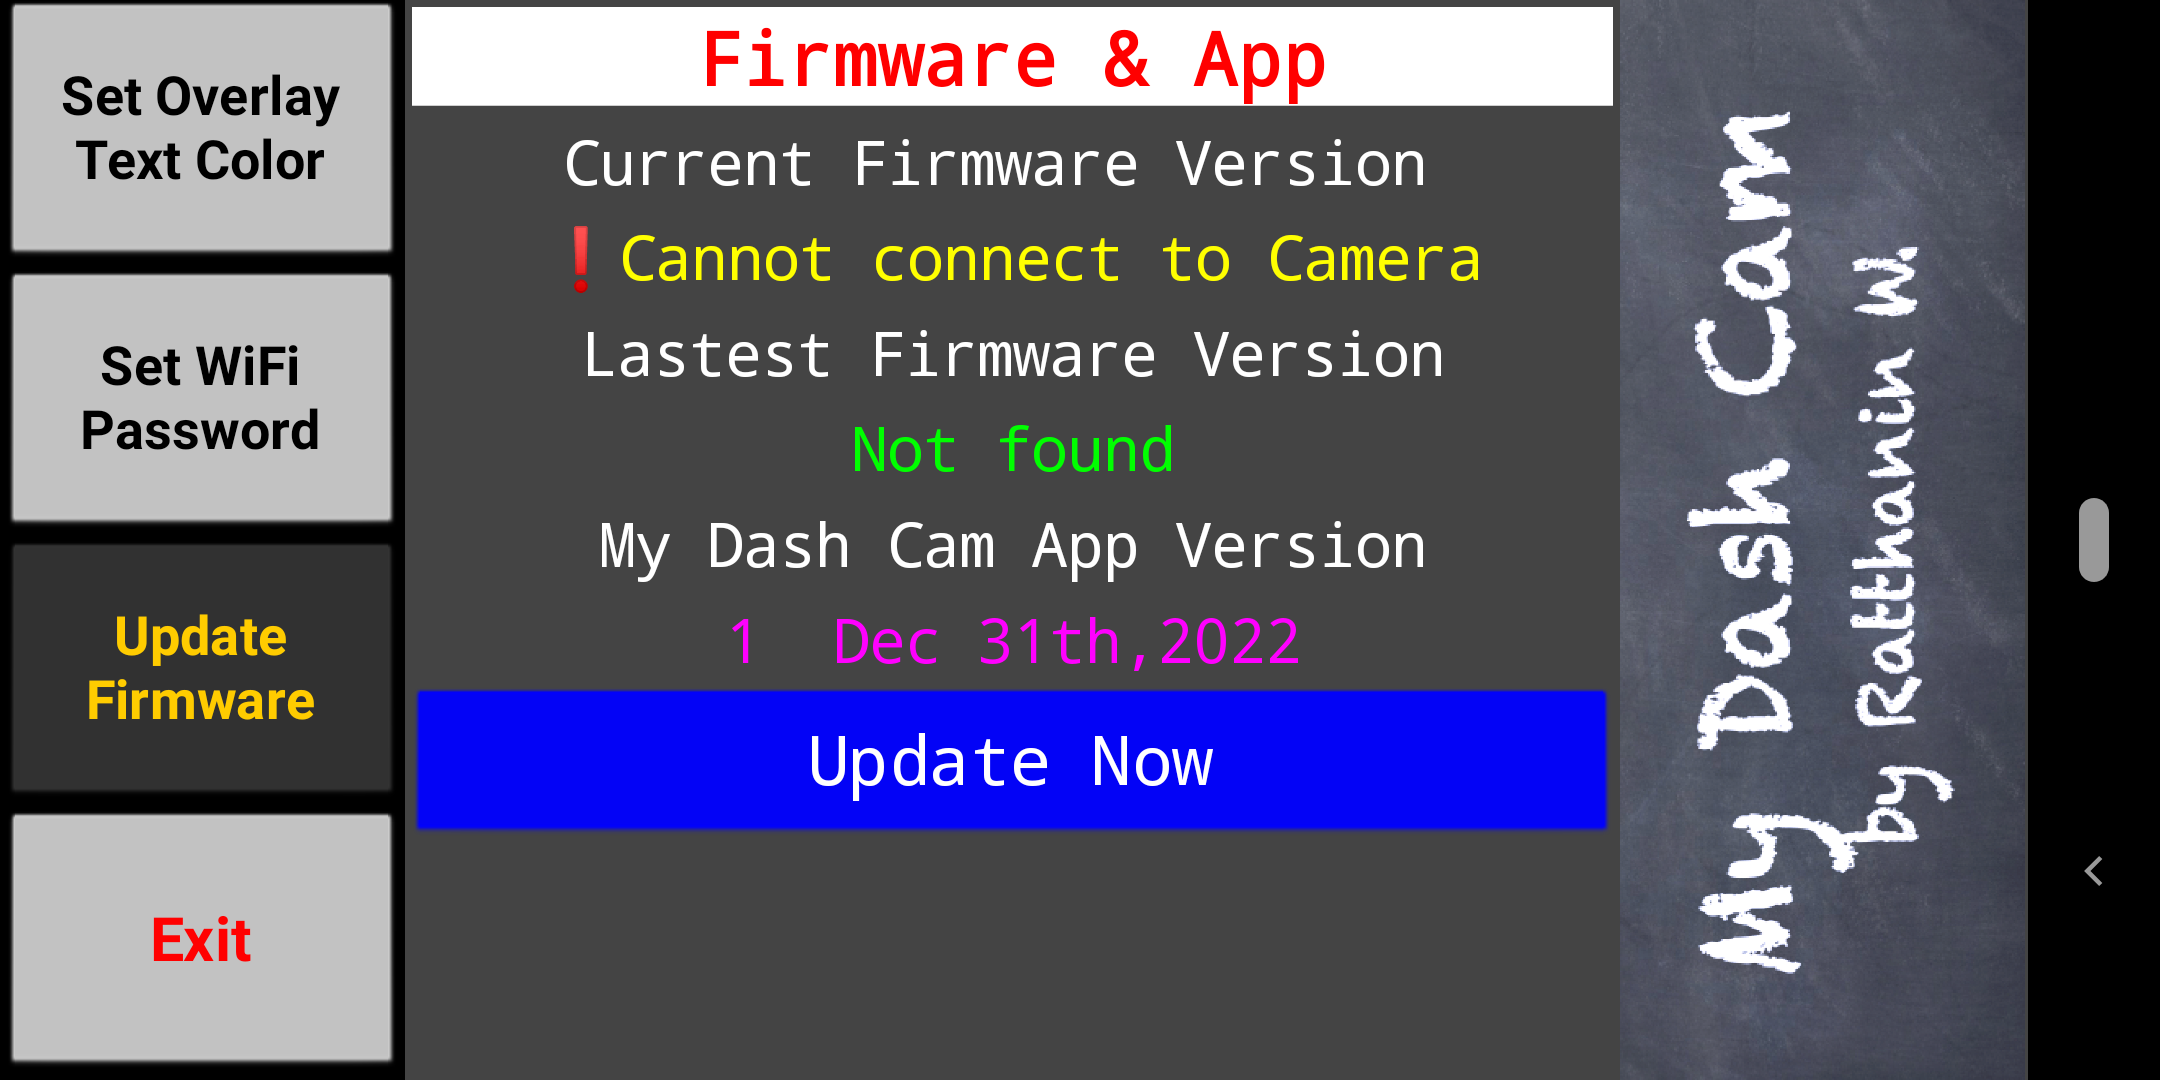 Set Overlay
Text Color
Set WiFi
Password
Update
Firmware
Exit
Firmware & App
Current Firmware Version
❗Cannot connect to Camera
Lastest Firmware Version
Not found
My Dash Cam App Version
1  Dec 31th,2022
Update Now
My Dash Cam
by Ratthanin W.